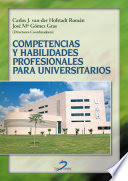 Carlos J. van-der Hofstadt Román
José Mª Gómez Gras
(Directores-Coordinadores)
COMPETENCIAS
Y HABILIDADES
PROFESIONALES
PARA UNIVERSITARIOS